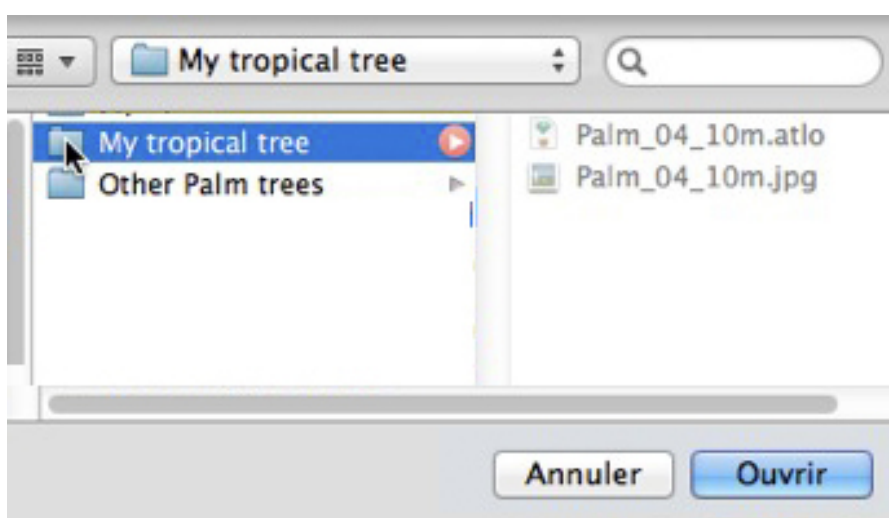 My tropical tree
My tropical tree
Other Palm trees
Palm_04_10m.atlo
Palm_04_10m.jpg
Annuler
Ouvrir